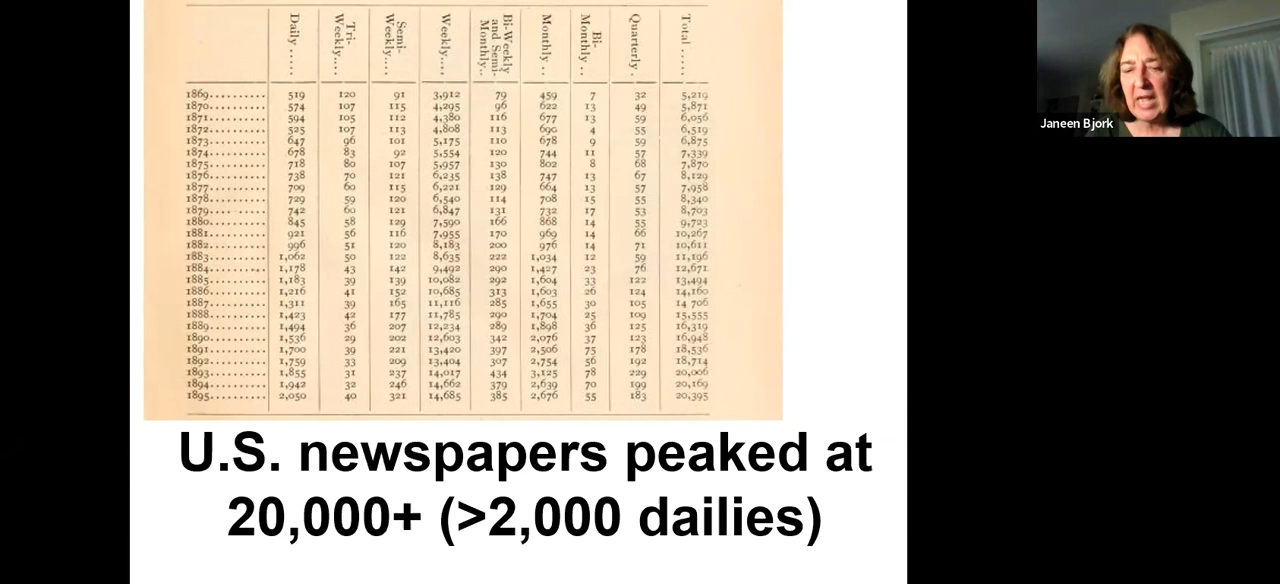 Daily..... Tri-Weekly.... Semi-Weekly.... Weekly.... Bi-Weekly and Semi-Monthly.. Monthly.. Bi-Monthly.. Quarterly. Total.....
1869.......... 519 120 91 3,912 79 459 7 32 5,219
1870.......... 574 107 115 4,295 96 622 13 49 5,871
1871.......... 594 105 112 4,380 116 677 13 59 6,056
1872.......... 525 107 113 4,808 113 690 4 55 6,519
1873.......... 647 96 101 5,175 110 678 9 59 6,875
1874.......... 678 83 92 5,554 120 744 11 57 7,339
1875.......... 718 80 107 5,957 130 802 8 68 7,870
1876.......... 738 70 121 6,235 138 747 13 67 8,129
1877.......... 709 60 115 6,221 129 664 13 57 7,958
1878.......... 729 59 120 6,540 114 708 15 55 8,340
1879.......... 742 60 121 6,847 131 732 17 53 8,703
1880.......... 845 58 129 7,590 166 868 14 55 9,723
1881.......... 921 56 116 7,955 170 969 14 66 10,267
1882.......... 996 51 120 8,183 200 976 14 71 10,611
1883.......... 1,062 50 122 8,635 222 1,034 12 59 11,196
1884.......... 1,178 43 142 9,492 290 1,427 23 76 12,671
1885.......... 1,183 39 139 10,082 292 1,604 33 122 13,494
1886.......... 1,216 41 152 10,685 313 1,603 26 124 14,160
1887.......... 1,311 39 165 11,116 285 1,655 30 105 14 706
1888.......... 1,423 42 177 11,785 290 1,704 25 109 15,555
1889.......... 1,494 36 207 12,234 289 1,898 36 125 16,319
1890.......... 1,536 29 202 12,603 342 2,076 37 123 16,948
1891.......... 1,700 39 221 13,420 397 2,506 75 178 18,536
1892.......... 1,759 33 209 13,404 307 2,754 56 192 18,714
1893.......... 1,855 31 237 14,017 434 3,125 78 229 20,006
1894.......... 1,942 32 246 14,662 379 2,639 70 199 20,169
1895.......... 2,050 40 321 14,685 385 2,676 55 183 20,395
U.S. newspapers peaked at
20,000+ (>2,000 dailies)
Janeen Bjork